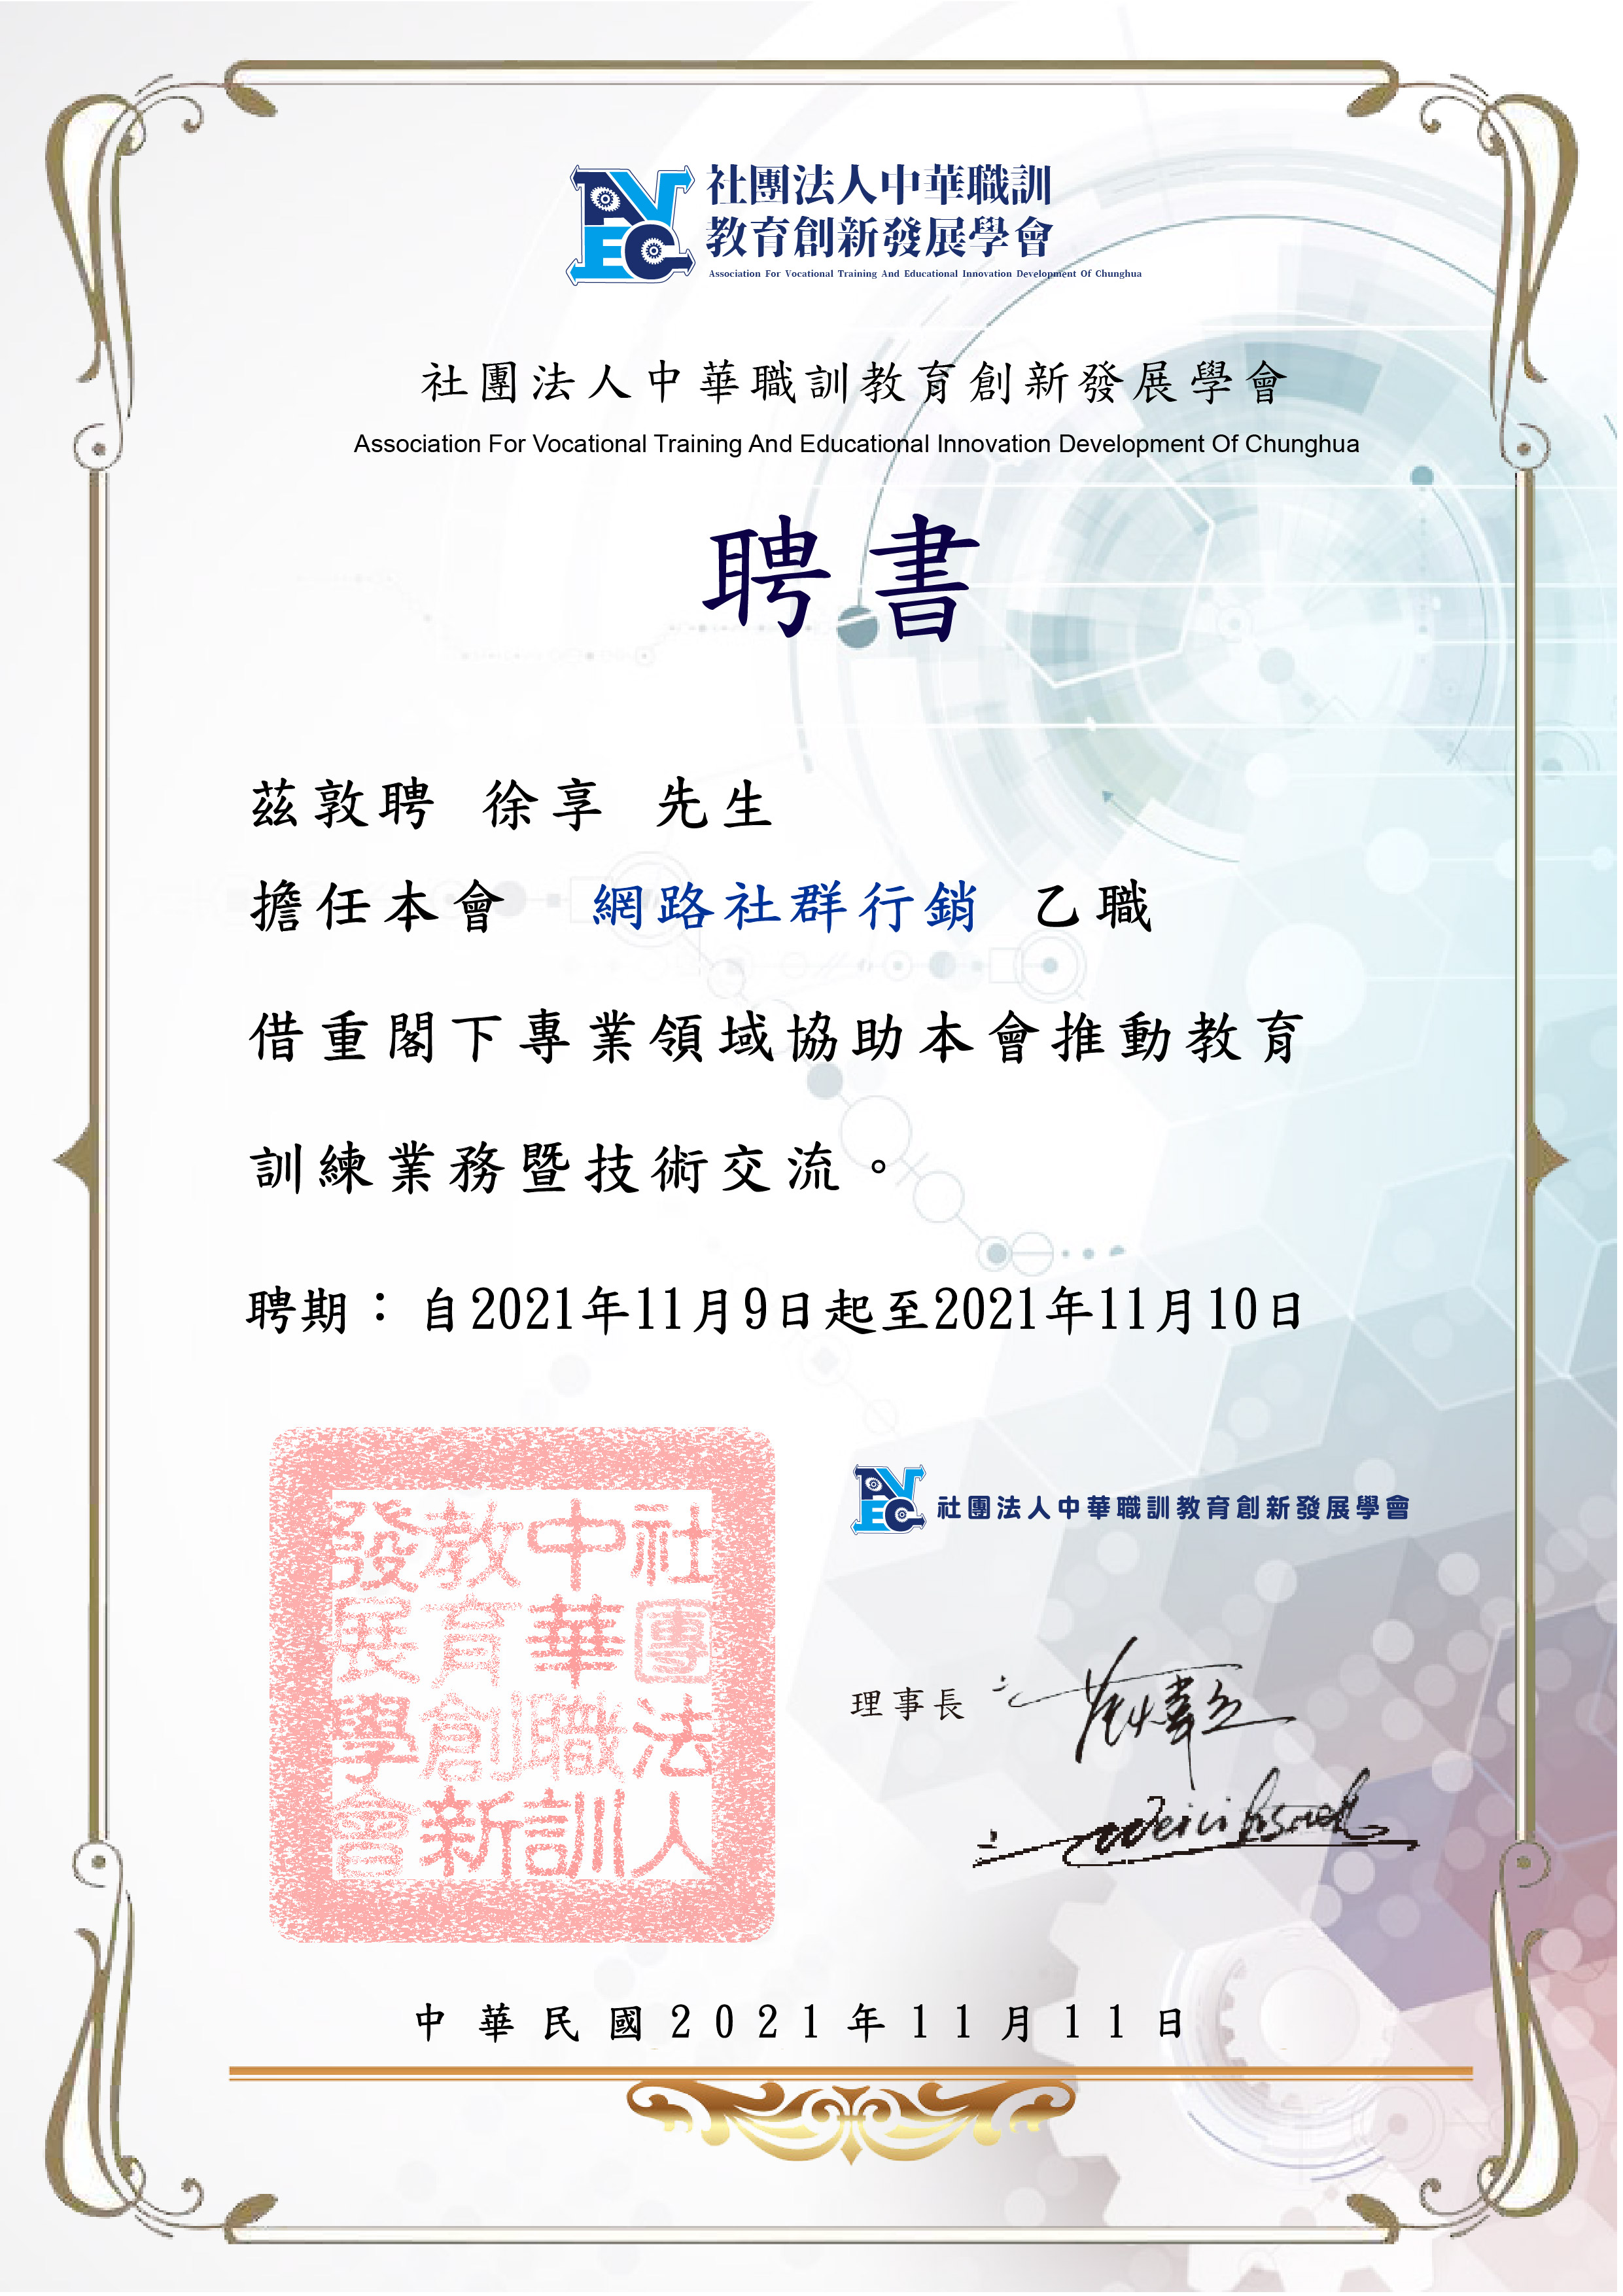 社團法人中華職訓
教育創新發展學會
Association For Vocational Training And Educational Innovation Development Of Chunghua
社團法人中華職訓教育創新發展學會
Association For Vocational Training And Educational Innovation Development Of Chunghua
聘書
茲敦聘 徐享 先生
擔任本會 網路社群行銷 乙職
借重閣下專業領域協助本會推動教育
訓練業務暨技術交流。
聘期：自2021年11月9日起至2021年11月10日
社團法人
中華職訓
教育創新
發展學會
社團法人中華職訓教育創新發展學會
理事長
中華民國2021年11月11日